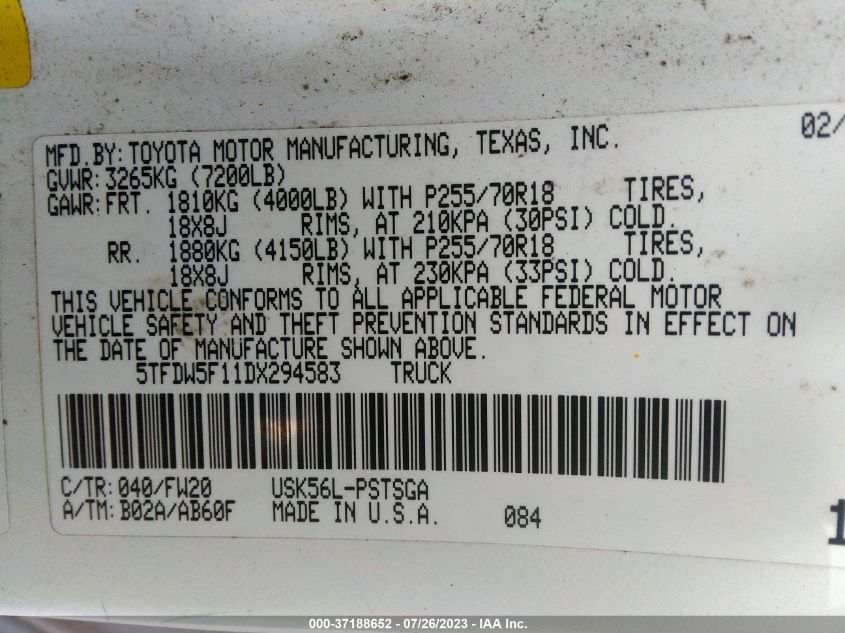 02/
MFD.BY: TOYOTA MOTOR MANUFACTURING, TEXAS, INC.
GVWR: 3265KG (7200LB)
GAWR: FRT. 1810KG (4000LB) WITH P255/70R18 TIRES,
18X8J RIMS, AT 210KPA (30PSI) COLD.
RR. 1880KG (4150LB) WITH P255/70R18 TIRES,
18X8J RIMS, AT 230KPA (33PSI) COLD.
THIS VEHICLE CONFORMS TO ALL APPLICABLE FEDERAL MOTOR
VEHICLE SAFETY AND THEFT PREVENTION STANDARDS IN EFFECT ON
THE DATE OF MANUFACTURE SHOWN ABOVE.
5TFDW5F11DX294583 TRUCK
C/TR: 040/FW20 USK56L-PSTSGA
A/TM: B02A/AB60F MADE IN U.S.A. 084
1
000-37188652 / 07/26/2023 - IAA Inc.